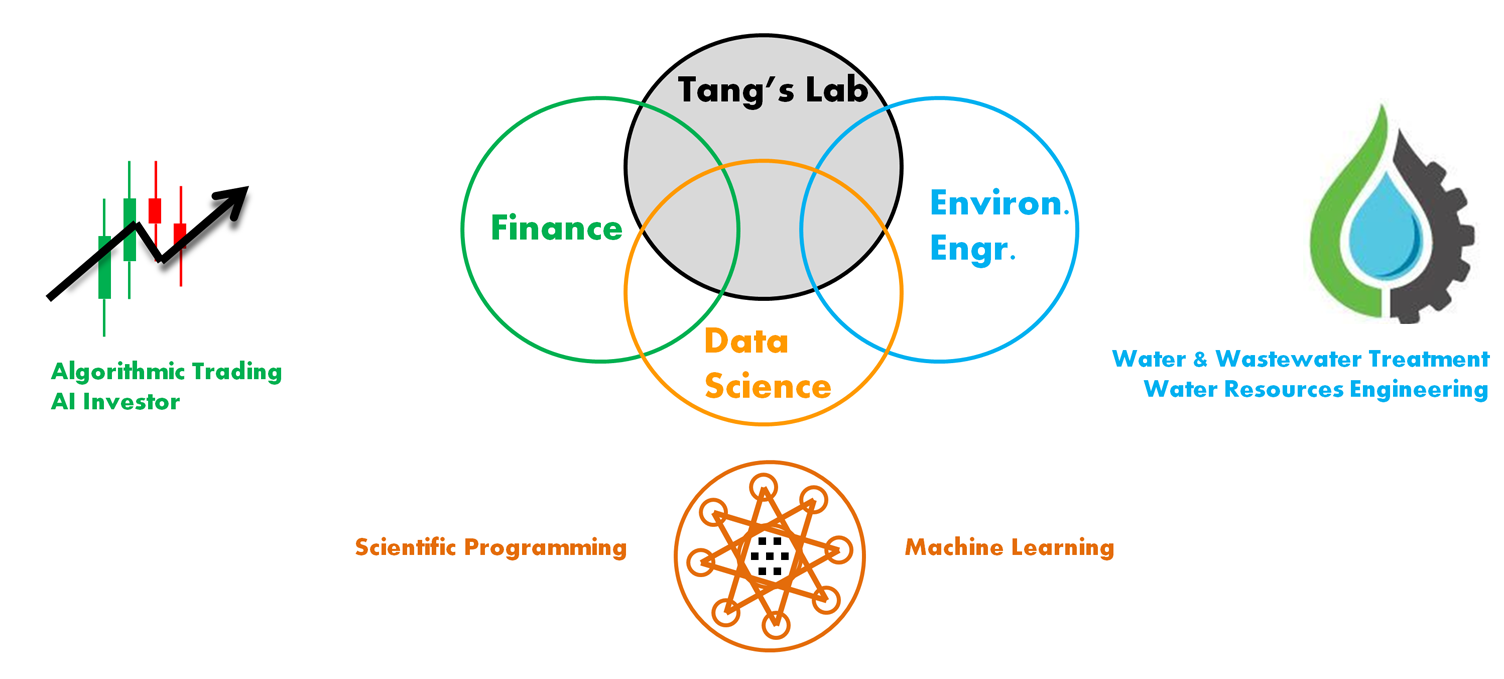 Tang’s Lab
Finance
Environ.
Engr.
Data
Science
Algorithmic Trading
AI Investor
Water & Wastewater Treatment
Water Resources Engineering
Scientific Programming
Machine Learning